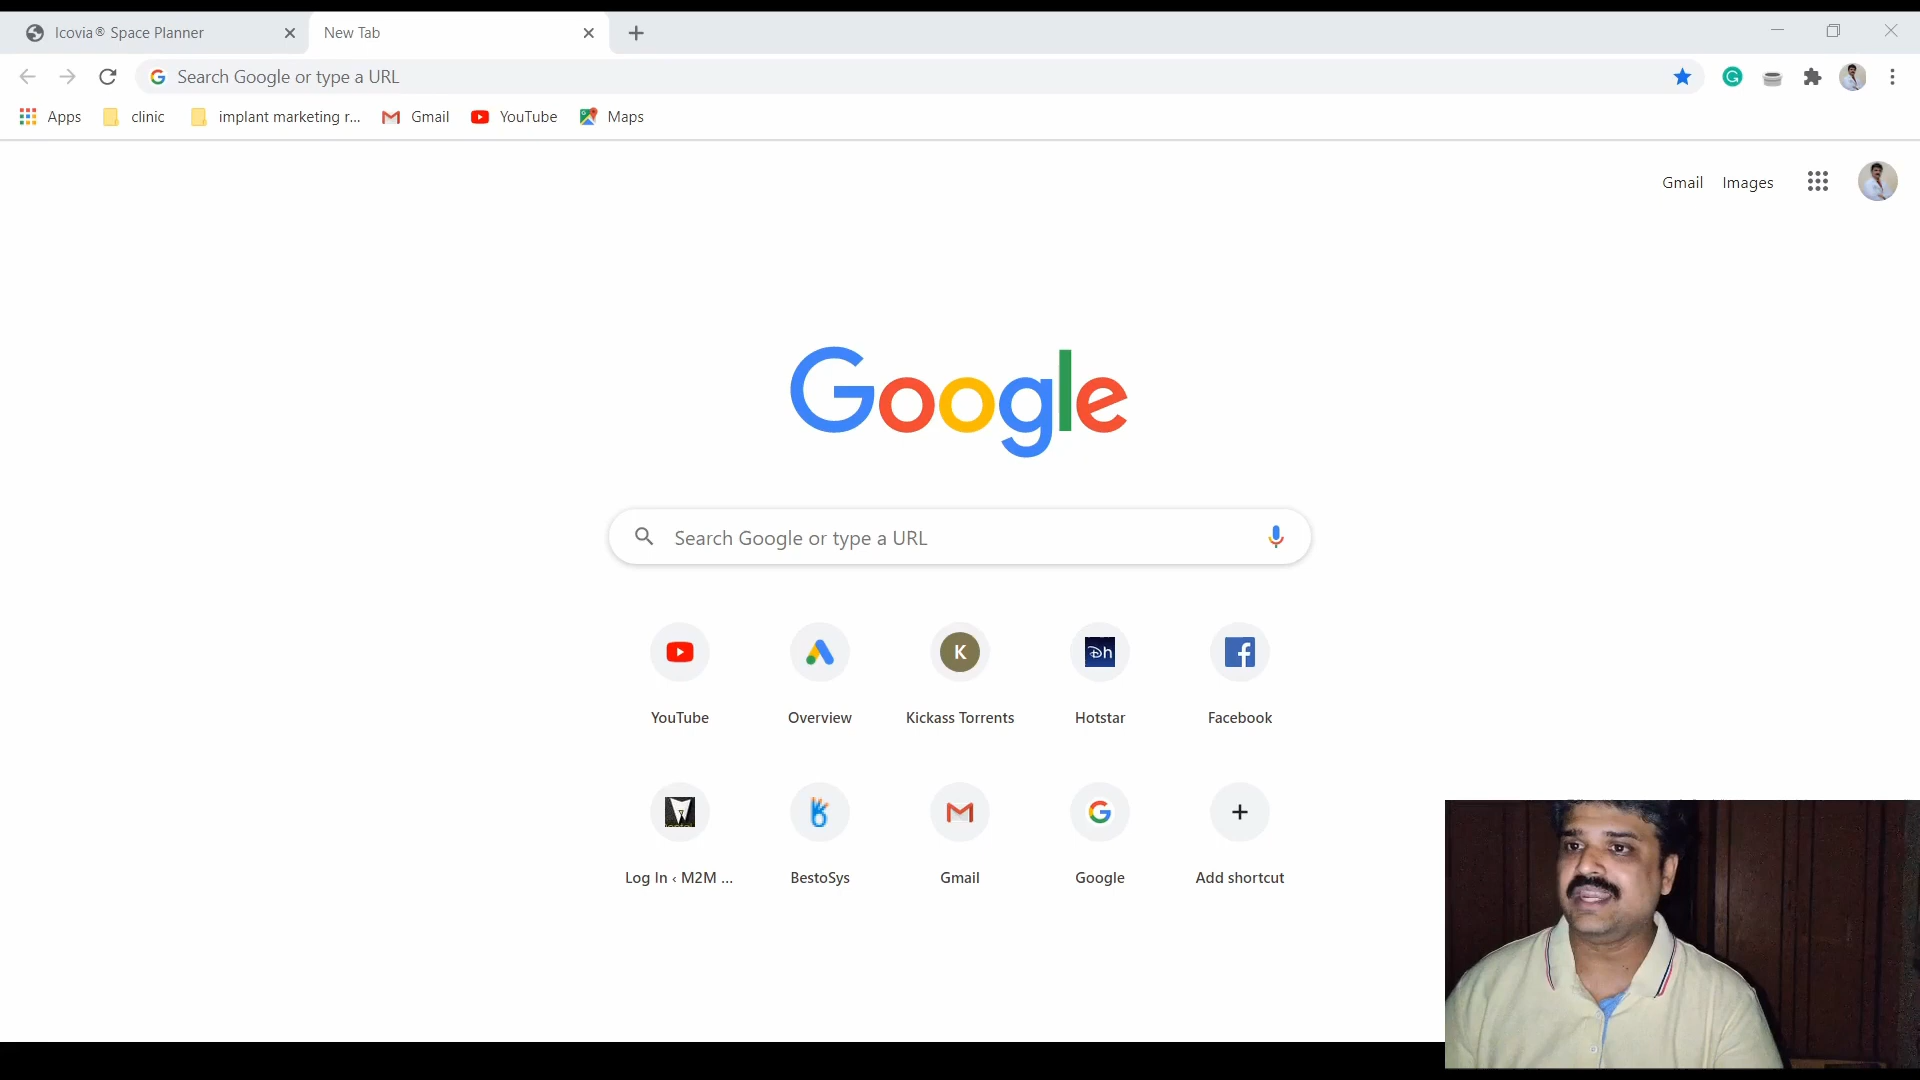 Icovia® Space Planner
New Tab
Search Google or type a URL
Apps
clinic
implant marketing r...
Gmail
YouTube
Maps
Gmail
Images
Google
Search Google or type a URL
K
Dh
YouTube
Overview
Kickass Torrents
Hotstar
Facebook
Log In ‹ M2M ...
BestoSys
Gmail
Google
Add shortcut